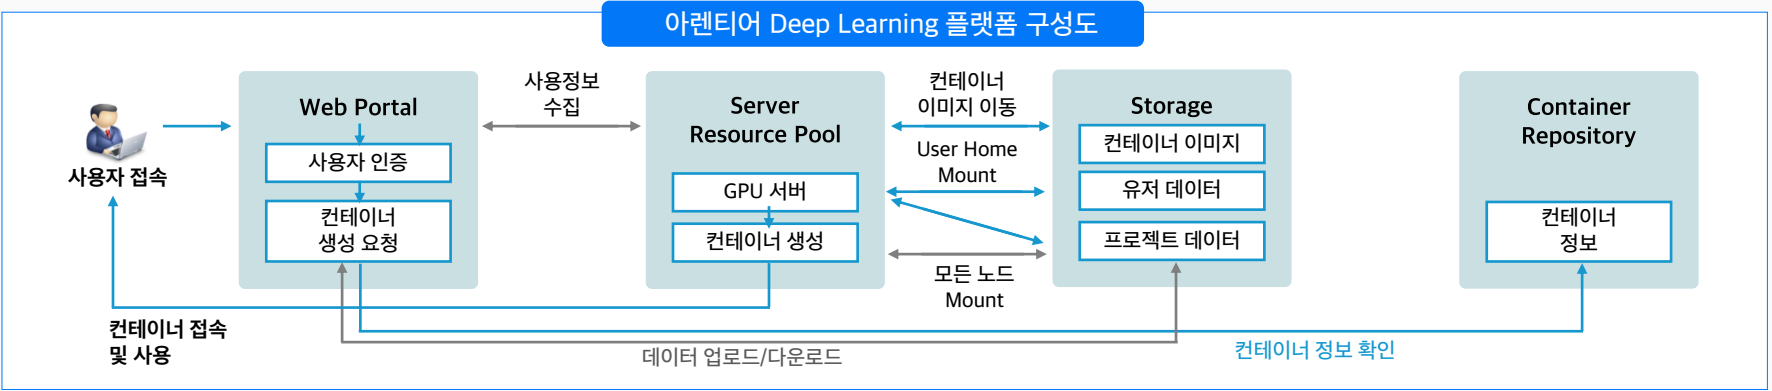 아렌티어 Deep Learning 플랫폼 구성도
사용자 접속
Web Portal
사용자 인증
컨테이너
생성 요청
사용정보
수집
Server
Resource Pool
GPU 서버
컨테이너 생성
컨테이너
이미지 이동
User Home
Mount
모든 노드
Mount
Storage
컨테이너 이미지
유저 데이터
프로젝트 데이터
Container
Repository
컨테이너
정보
컨테이너 접속
및 사용
데이터 업로드/다운로드
컨테이너 정보 확인